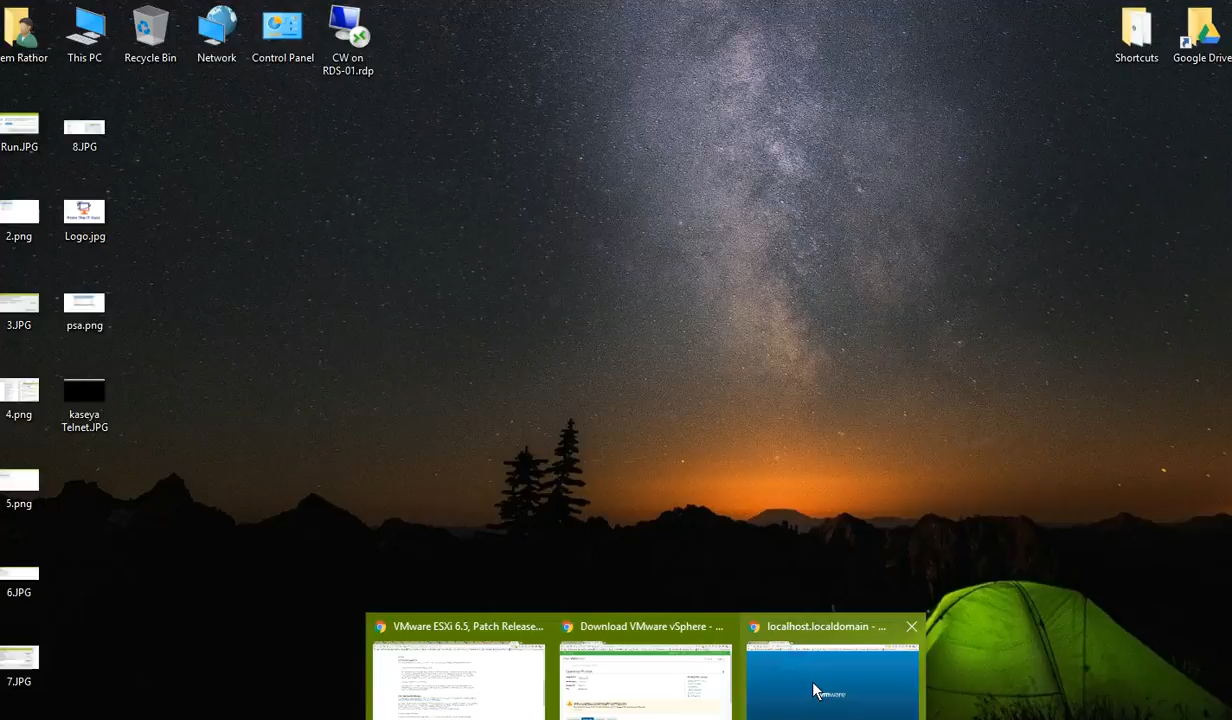 em Rathor
This PC
Recycle Bin
Network
Control Panel
CW on
RDS-01.rdp
Shortcuts
Google Drive
Run.JPG
8.JPG
2.png
Logo.jpg
3.JPG
psa.png
4.png
kaseya
Telnet.JPG
5.png
6.JPG
7.JPG
VMware ESXi 6.5, Patch Release...
Download VMware vSphere - ...
localhost.localdomain - ...